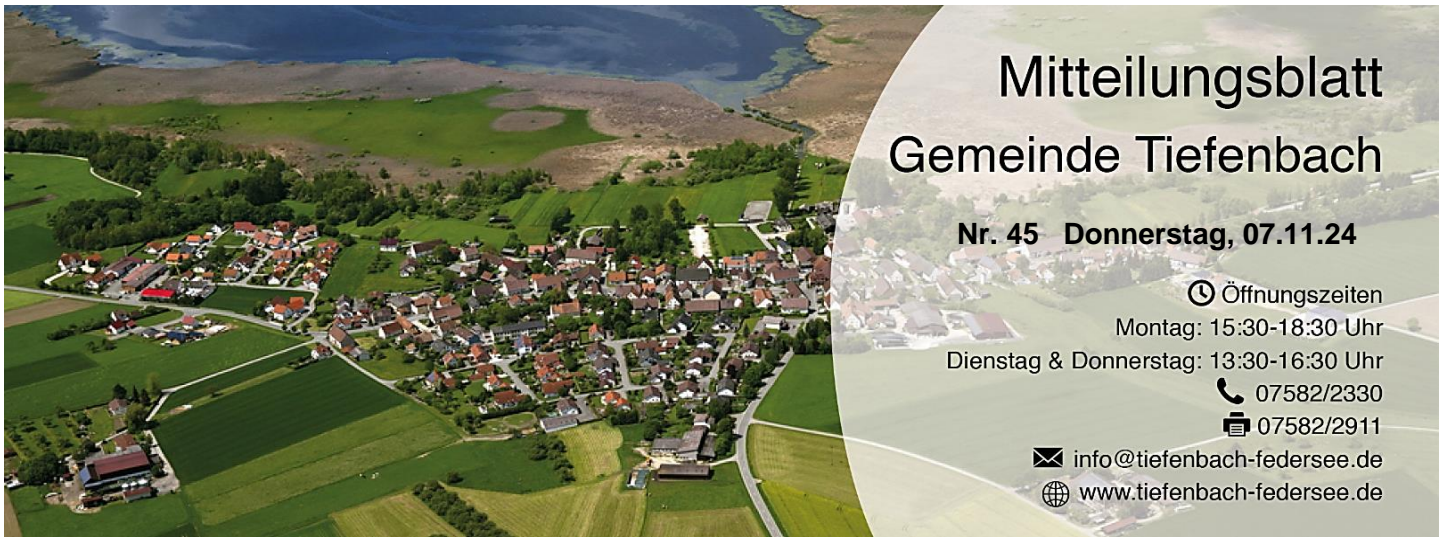 Mitteilungsblatt
Gemeinde Tiefenbach
Nr. 45 Donnerstag, 07.11.24
Öffnungszeiten
Montag: 15:30-18:30 Uhr
Dienstag & Donnerstag: 13:30-16:30 Uhr
07582/2330
07582/2911
info@tiefenbach-federsee.de
www.tiefenbach-federsee.de